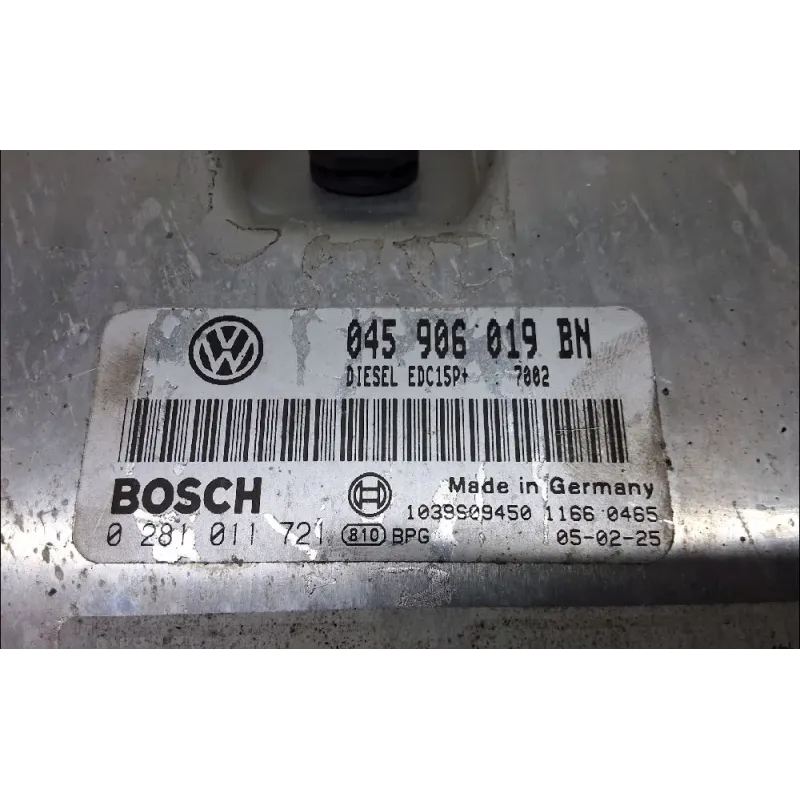 VW
045 906 019 BN
DIESEL EDC15P+ 7002
BOSCH
Made in Germany
0 281 011 721
810 BPG
1039S09450 1166 0465
05-02-25